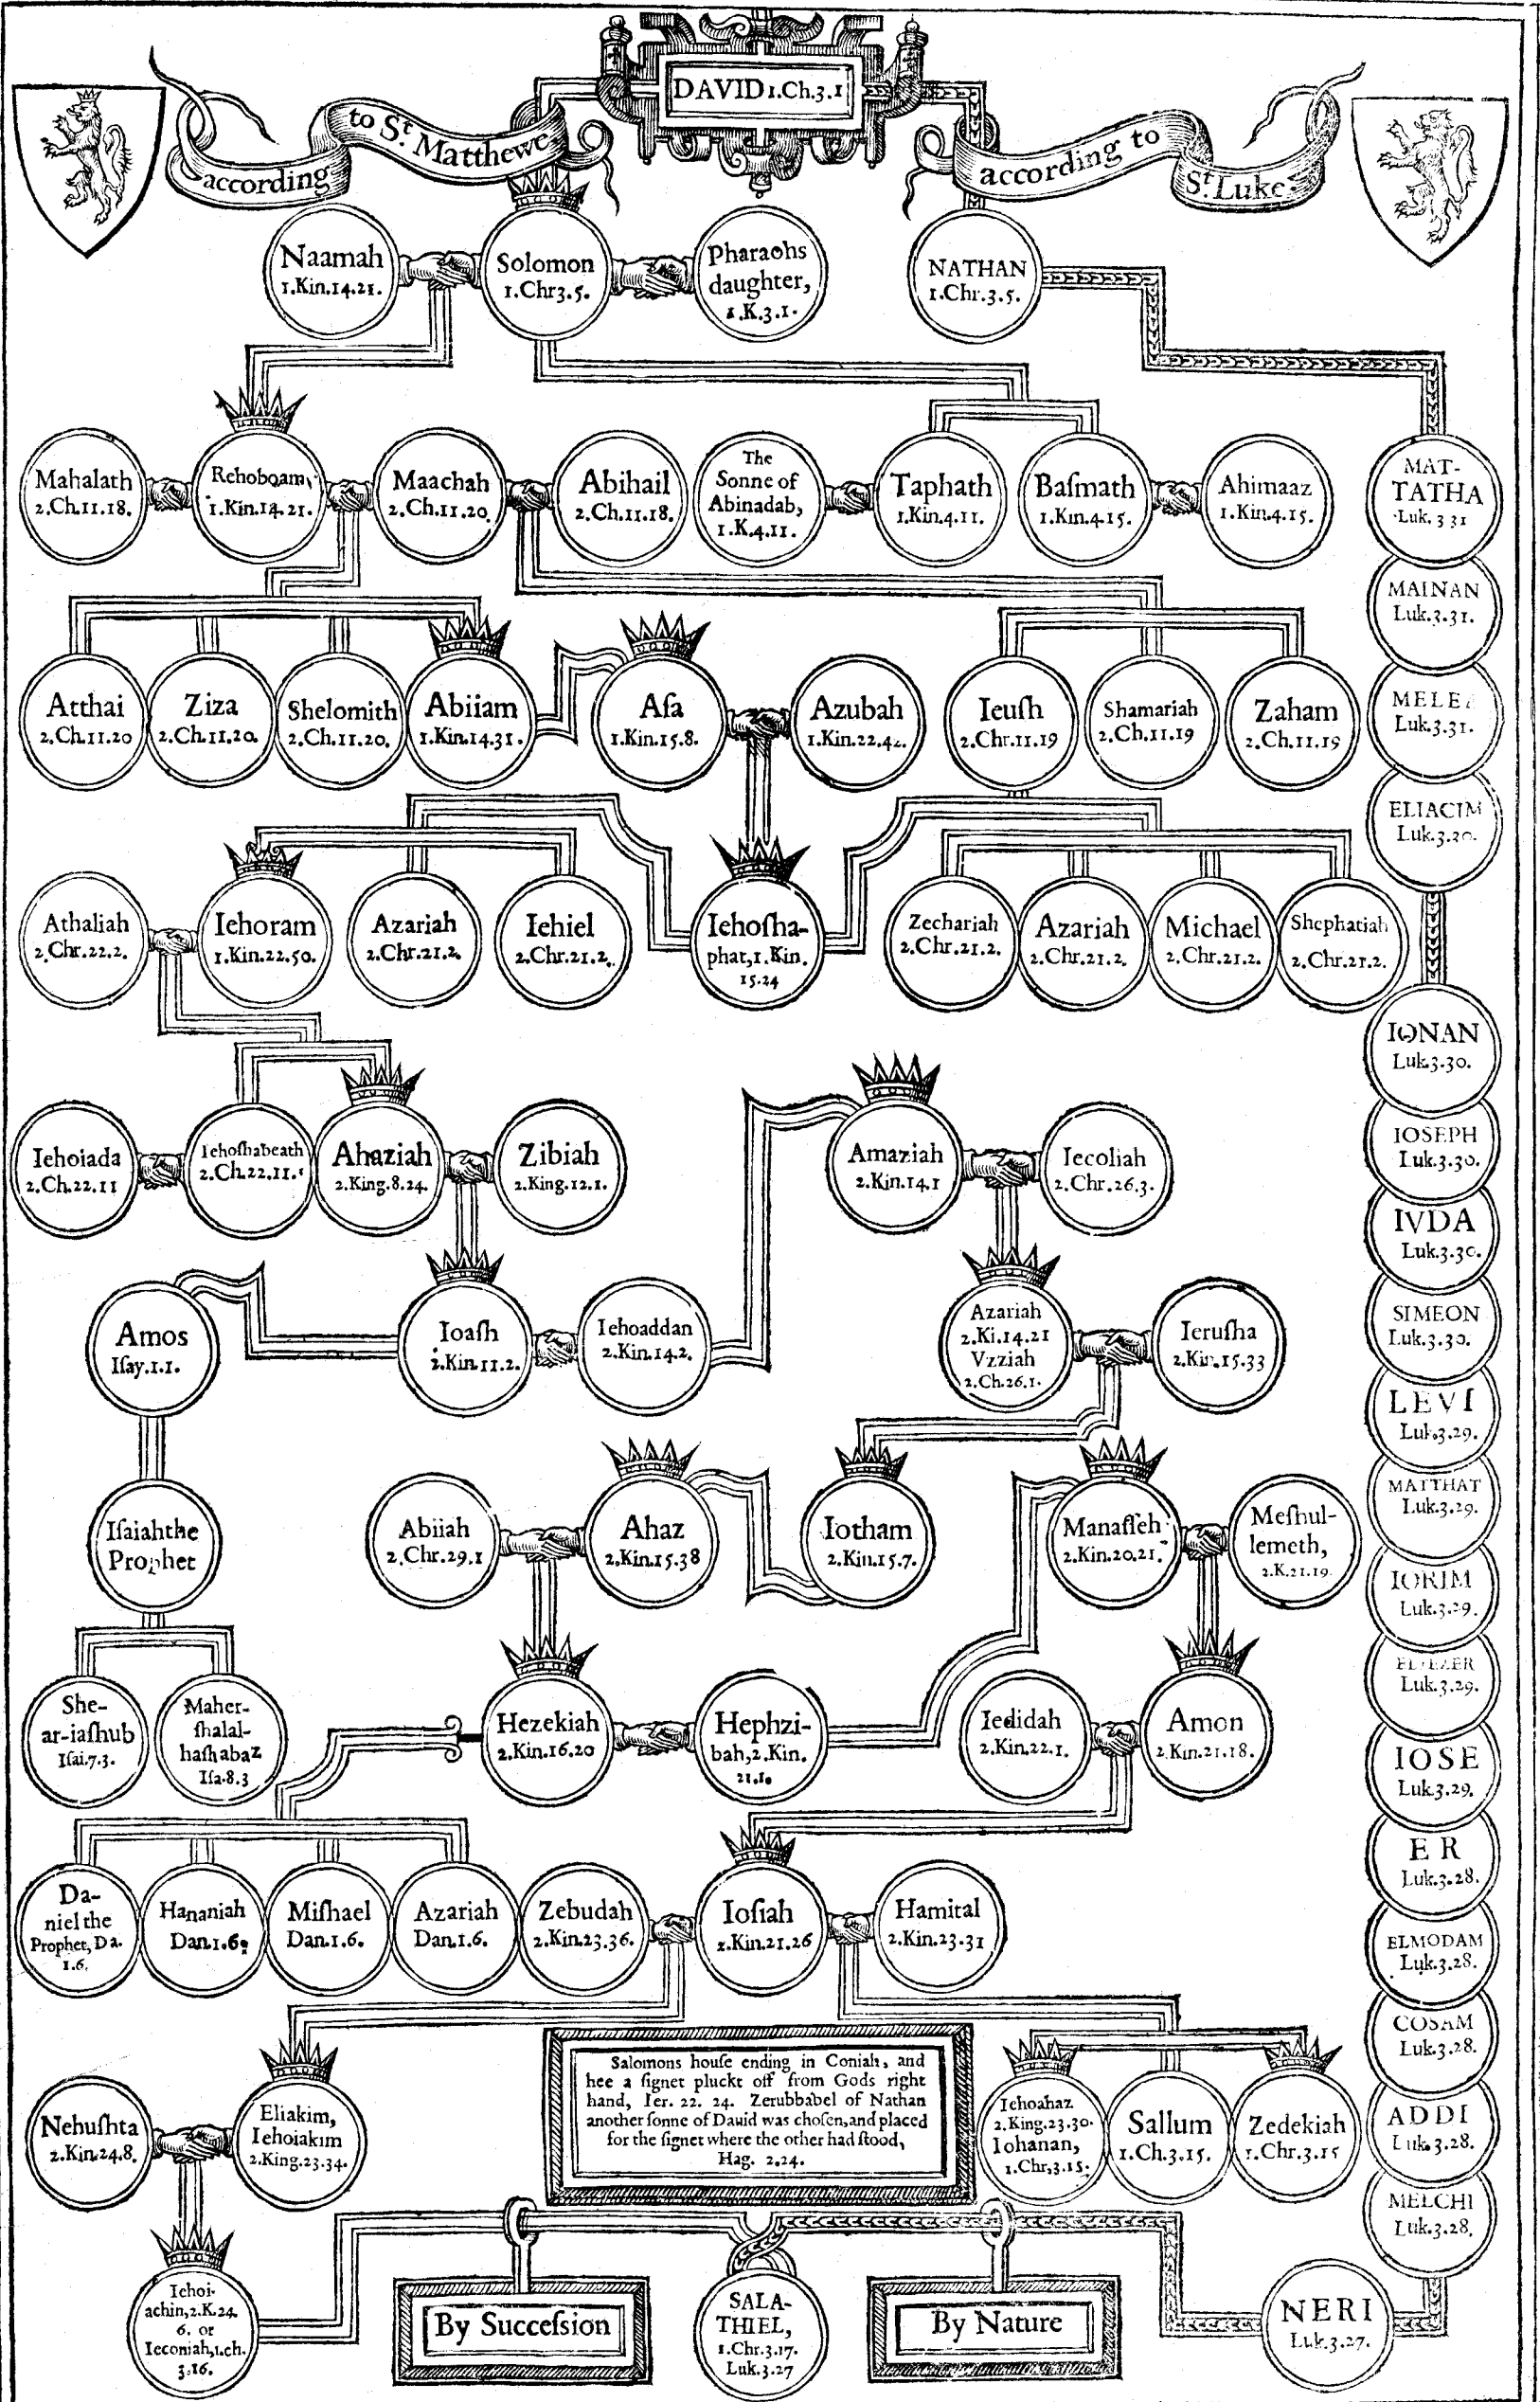 DAVID 1.Ch.3.1
according to St. Matthewe
according to St. Luke
Naamah
1.Kin.14.21.
Solomon
1.Chr3.5.
Pharaohs
daughter,
1.K.3.1.
NATHAN
1.Chr.3.5.
Mahalath
2.Ch.11.18.
Rehoboam,
1.Kin.14.21.
Maachah
2.Ch.11.20.
Abihail
2.Ch.11.18.
The
Sonne of
Abinadab,
1.K.4.11.
Taphath
1.Kin.4.11.
Baſmath
1.Kin.4.15.
Ahimaaz
1.Kin.4.15.
MAT-
TATHA
Luk. 3 31
MAINAN
Luk.3.31.
Atthai
2.Ch.11.20
Ziza
2.Ch.11.20.
Shelomith
2.Ch.11.20.
Abiiam
1.Kin.14.31.
Aſa
1.Kin.15.8.
Azubah
1.Kin.22.42.
Ieuſh
2.Chr.11.19
Shamariah
2.Ch.11.19
Zaham
2.Ch.11.19
MELEA
Luk.3.31.
ELIACIM
Luk.3.30.
Athaliah
2.Chr.22.2.
Iehoram
1.Kin.22.50.
Azariah
2.Chr.21.2.
Iehiel
2.Chr.21.2.
Iehoſha-
phat,1.Kin.
15.24
Zechariah
2.Chr.21.2.
Azariah
2.Chr.21.2.
Michael
2.Chr.21.2.
Shephatiah
2.Chr.21.2.
IONAN
Luk.3.30.
Iehoiada
2.Ch.22.11
Iehoſhabeath
2.Ch.22.11.
Ahaziah
2.King.8.24.
Zibiah
2.King.12.1.
Amaziah
2.Kin.14.1
Iecoliah
2.Chr.26.3.
IOSEPH
Luk.3.30.
IVDA
Luk.3.30.
Amos
Iſay.1.1.
Ioaſh
2.Kin.11.2.
Iehoaddan
2.Kin.14.2.
Azariah
2.Ki.14.21
Vzziah
2.Ch.26.1.
Ieruſha
2.Kin.15.33
SIMEON
Luk.3.30.
LEVI
Luk.3.29.
Iſaiahthe
Prophet
Abiiah
2.Chr.29.1
Ahaz
2.Kin.15.38
Iotham
2.Kin.15.7.
Manaſſeh
2.Kin.20.21.
Meſhul-
lemeth,
2.K.21.19.
MATTHAT
Luk.3.29.
IORIM
Luk.3.29.
ELIEZER
Luk.3.29.
She-
ar-iaſhub
Iſai.7.3.
Maher-
ſhalal-
haſhabaz
Iſa.8.3
Hezekiah
2.Kin.16.20
Hephzi-
bah,2.Kin.
21.1.
Iedidah
2.Kin.22.1.
Amon
2.Kin.21.18.
IOSE
Luk.3.29.
Da-
niel the
Prophet, Da.
1.6.
Hananiah
Dan.1.6.
Miſhael
Dan.1.6.
Azariah
Dan.1.6.
Zebudah
2.Kin.23.36.
Ioſiah
2.Kin.21.26
Hamital
2.Kin.23.31
ER
Luk.3.28.
ELMODAM
Luk.3.28.
COSAM
Luk.3.28.
Nehuſhta
2.Kin.24.8.
Eliakim,
Iehoiakim
2.King.23.34.
Salomons houſe ending in Coniah, and
hee a ſignet pluckt off from Gods right
hand, Ier. 22. 24. Zerubbabel of Nathan
another ſonne of Dauid was choſen,and placed
for the ſignet where the other had ſtood,
Hag. 2.24.
Iehoahaz
2.King.23.30.
Iohanan,
1.Chr.3.15.
Sallum
1.Ch.3.15.
Zedekiah
1.Chr.3.15
ADDI
Luk.3.28.
MELCHI
Luk.3.28.
Iehoi-
achin,2.K.24.
6. or
Ieconiah,1.ch.
3.16.
By Succeſsion
SALA-
THIEL,
1.Chr.3.17.
Luk.3.27
By Nature
NERI
Luk.3.27.